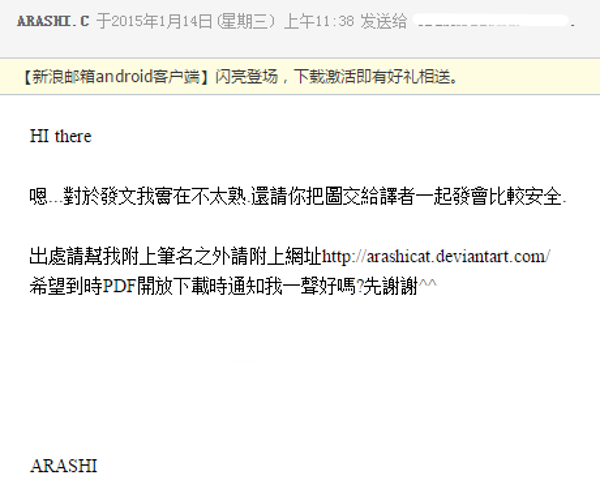 ARASHI.C 于2015年1月14日(星期三) 上午11:38 发送给
【新浪邮箱android客户端】闪亮登场，下载激活即有好礼相送。
HI there
嗯...對於發文我實在不太熟.還請你把圖交給譯者一起發會比較安全.
出處請幫我附上筆名之外請附上網址http://arashicat.deviantart.com/
希望到時PDF開放下載時通知我一聲好嗎?先謝謝^^
ARASHI